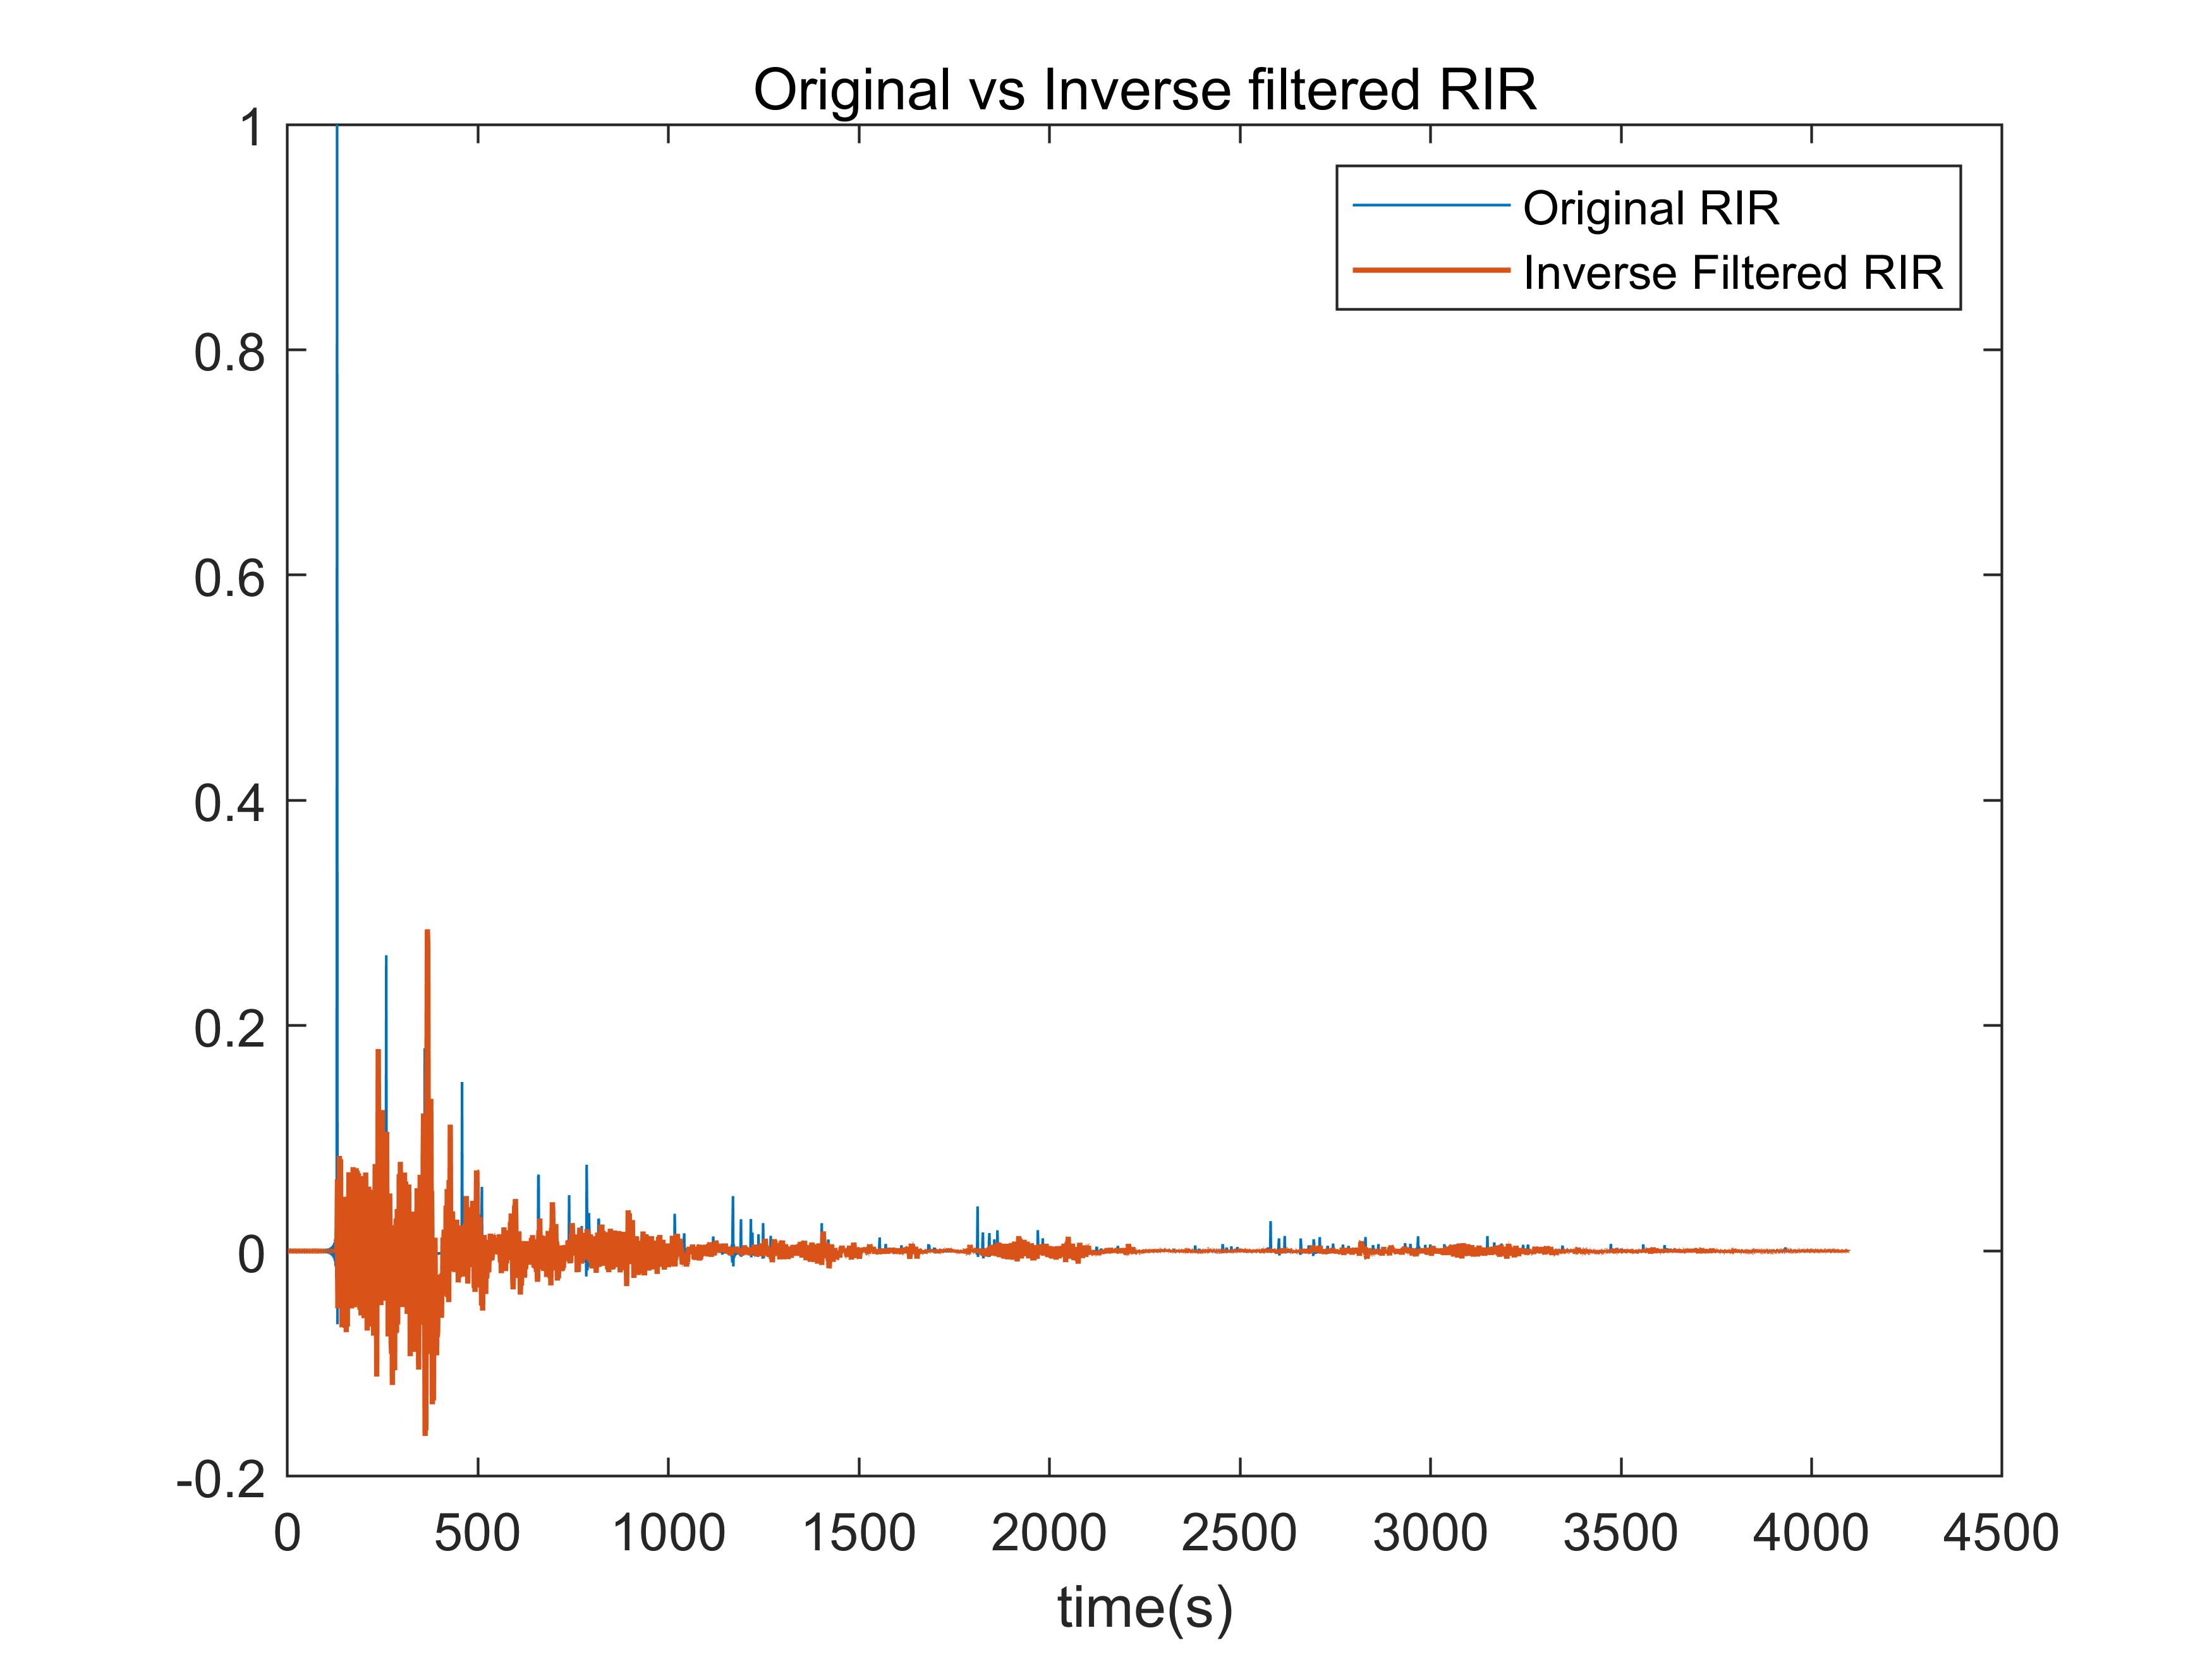 Original vs Inverse filtered RIR
1
0.8
0.6
0.4
0.2
0
-0.2
Original RIR
Inverse Filtered RIR
0 500 1000 1500 2000 2500 3000 3500 4000 4500
time(s)